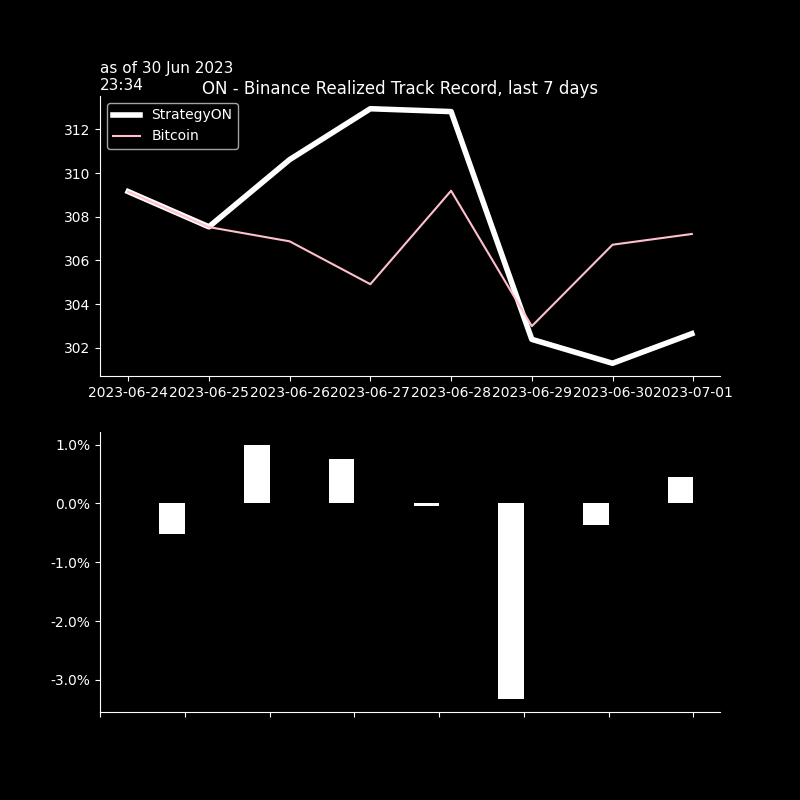 as of 30 Jun 2023
23:34
ON - Binance Realized Track Record, last 7 days
StrategyON
Bitcoin
312
310
308
306
304
302
2023-06-24 2023-06-25 2023-06-26 2023-06-27 2023-06-28 2023-06-29 2023-06-30 2023-07-01
1.0%
0.0%
-1.0%
-2.0%
-3.0%